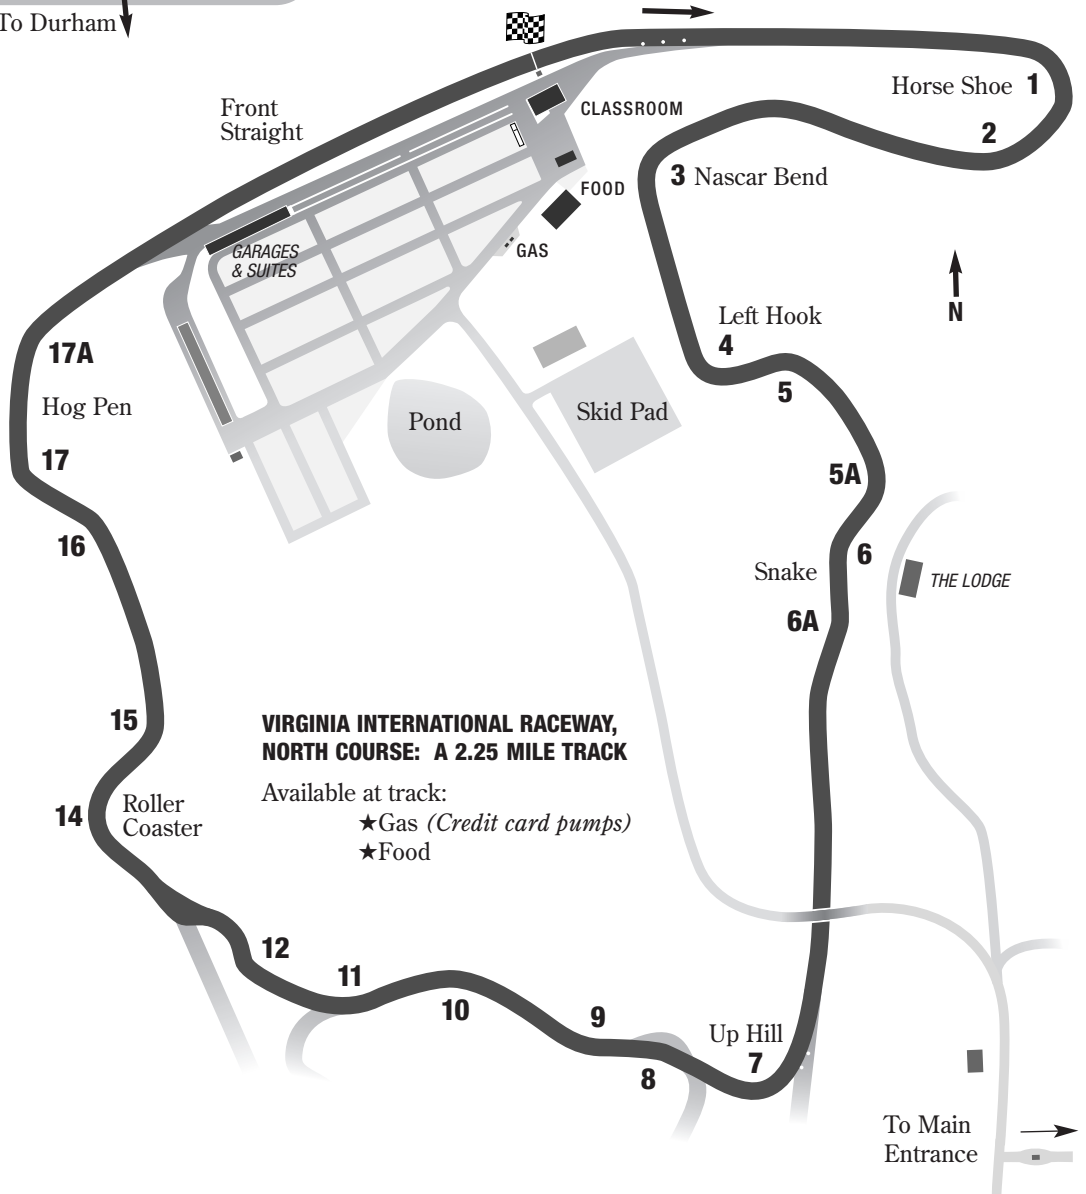 To Durham
Front
Straight
CLASSROOM
Horse Shoe 1
2
3 Nascar Bend
FOOD
GAS
GARAGES
& SUITES
N
Left Hook
4
5
17A
Hog Pen
Pond
Skid Pad
17
5A
16
6
Snake
THE LODGE
6A
15
VIRGINIA INTERNATIONAL RACEWAY,
NORTH COURSE: A 2.25 MILE TRACK
Available at track:
★Gas (Credit card pumps)
★Food
14
Roller
Coaster
12
11
10
9
8
Up Hill
7
To Main
Entrance